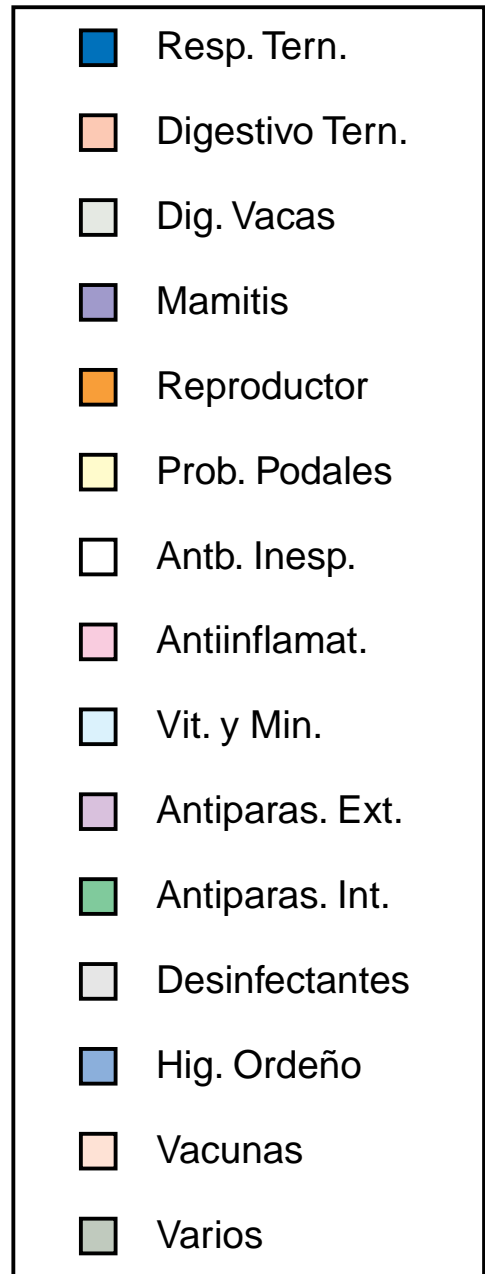 Resp. Tern.
Digestivo Tern.
Dig. Vacas
Mamitis
Reproductor
Prob. Podales
Antb. Inesp.
Antiinflamat.
Vit. y Min.
Antiparas. Ext.
Antiparas. Int.
Desinfectantes
Hig. Ordeño
Vacunas
Varios